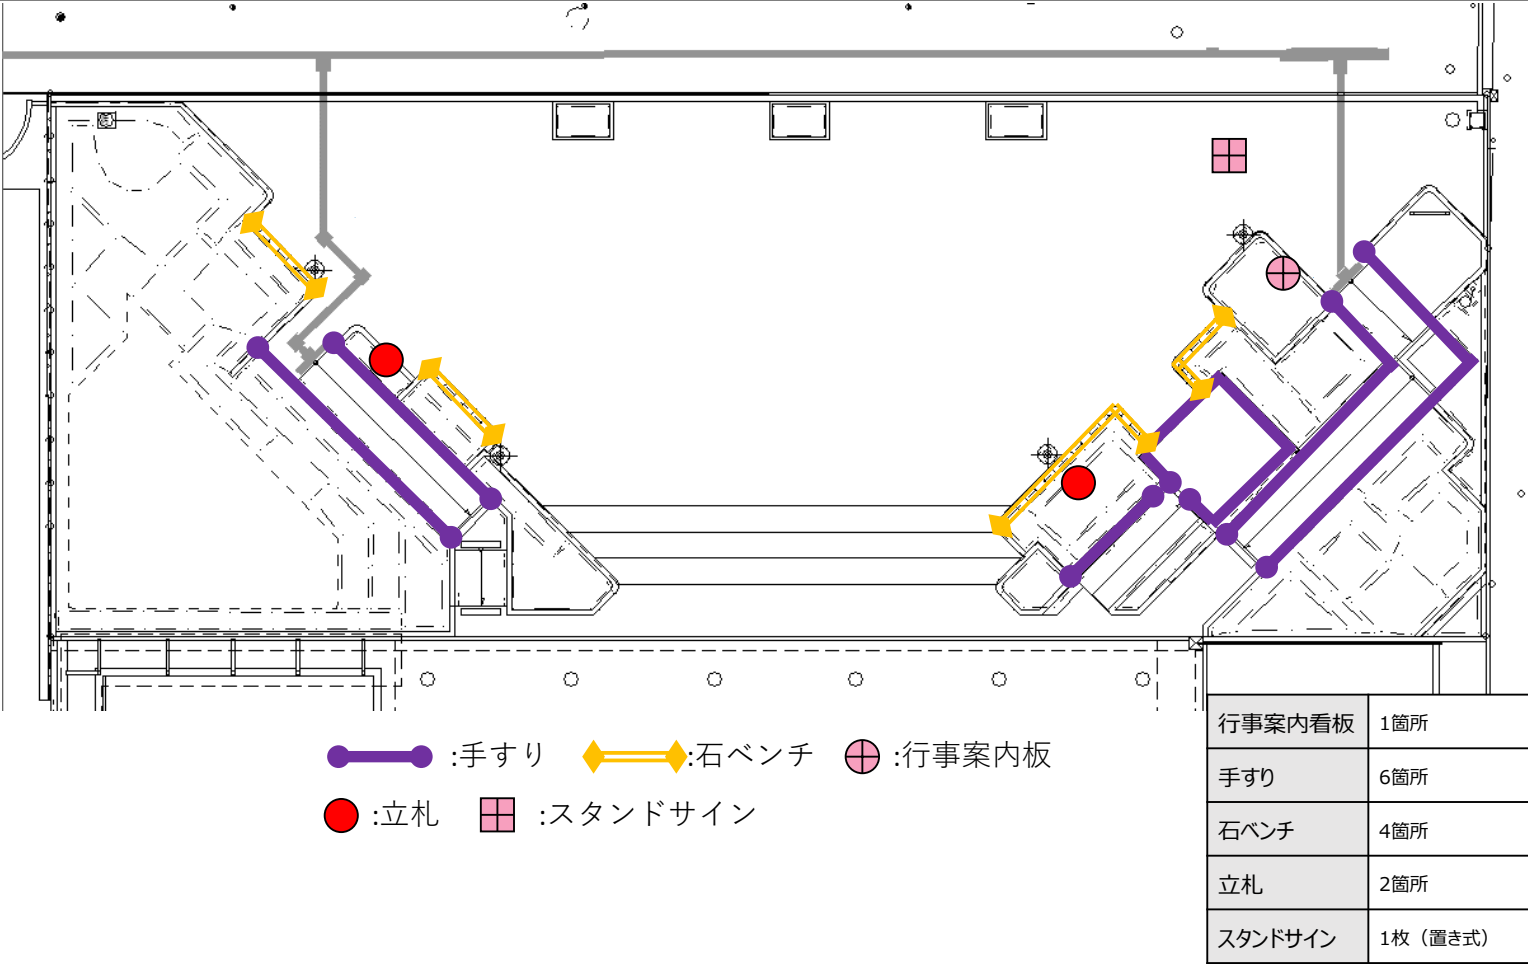 :手すり :石ベンチ :行事案内板
:立札 :スタンドサイン
行事案内看板 1箇所
手すり 6箇所
石ベンチ 4箇所
立札 2箇所
スタンドサイン 1枚（置き式）